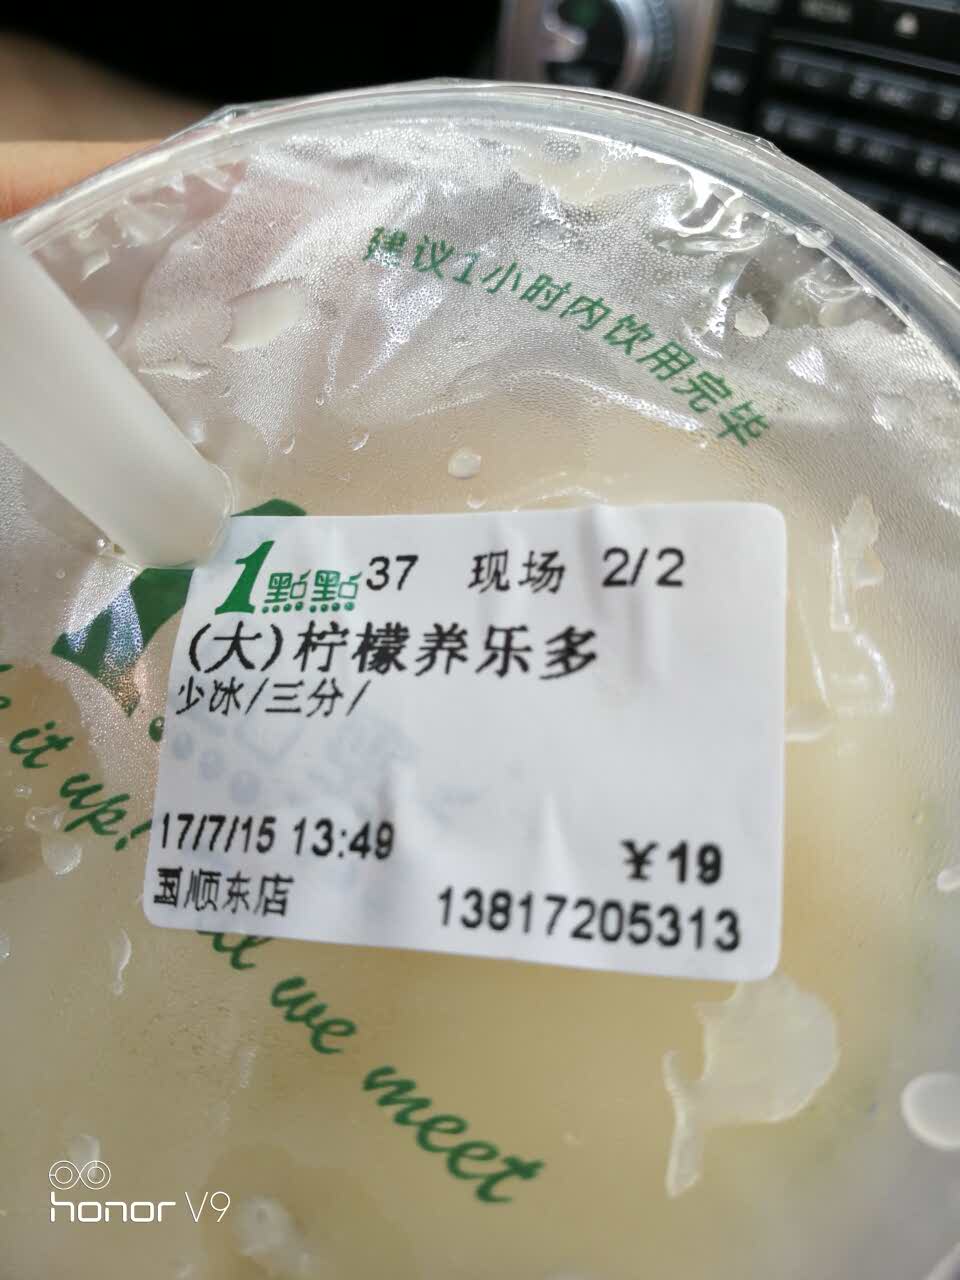 建议1小时内饮用完毕
1點點 37 现场 2/2
(大)柠檬养乐多
少冰/三分/
17/7/15 13:49 ¥19
国顺东店 13817205313
it up!
we meet
honor V9